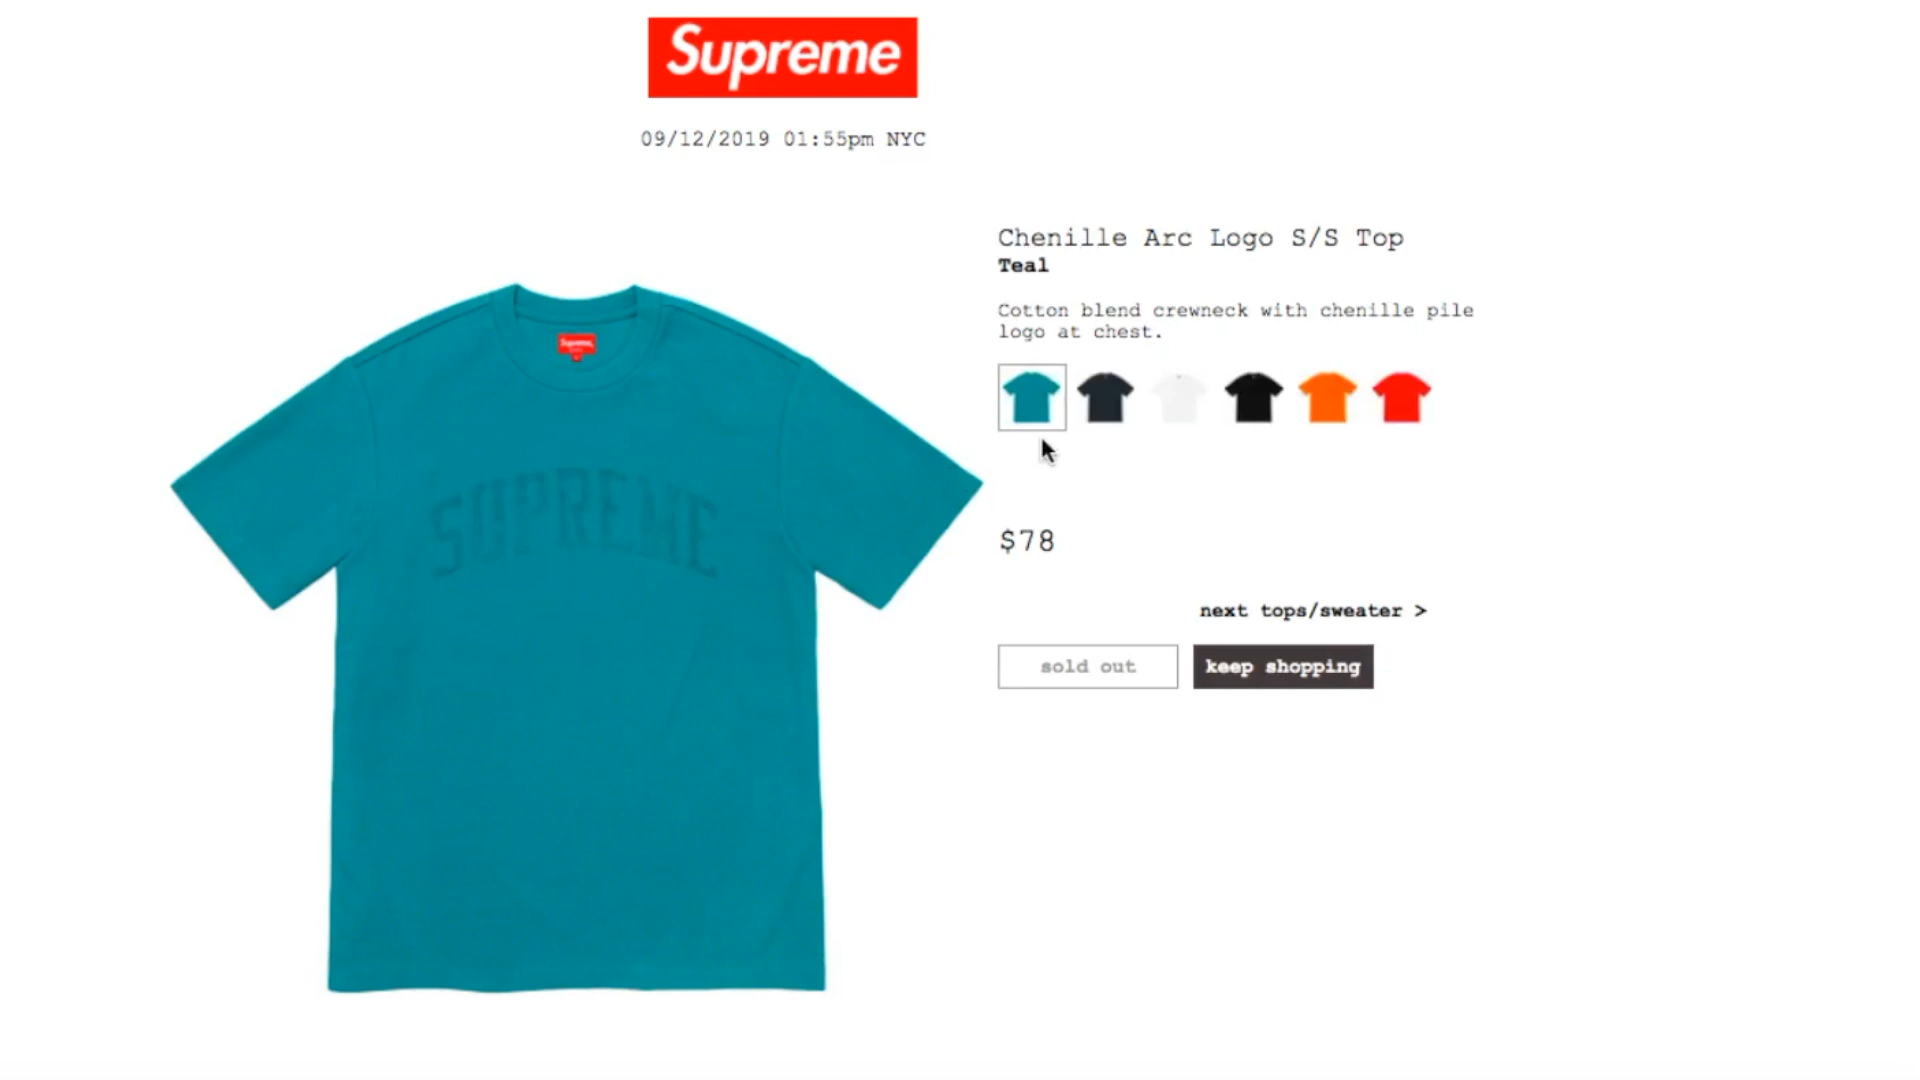 Supreme
09/12/2019 01:55pm NYC
Chenille Arc Logo S/S Top
Teal
Cotton blend crewneck with chenille pile
logo at chest.
Supreme
SUPREME
$78
next tops/sweater >
sold out
keep shopping